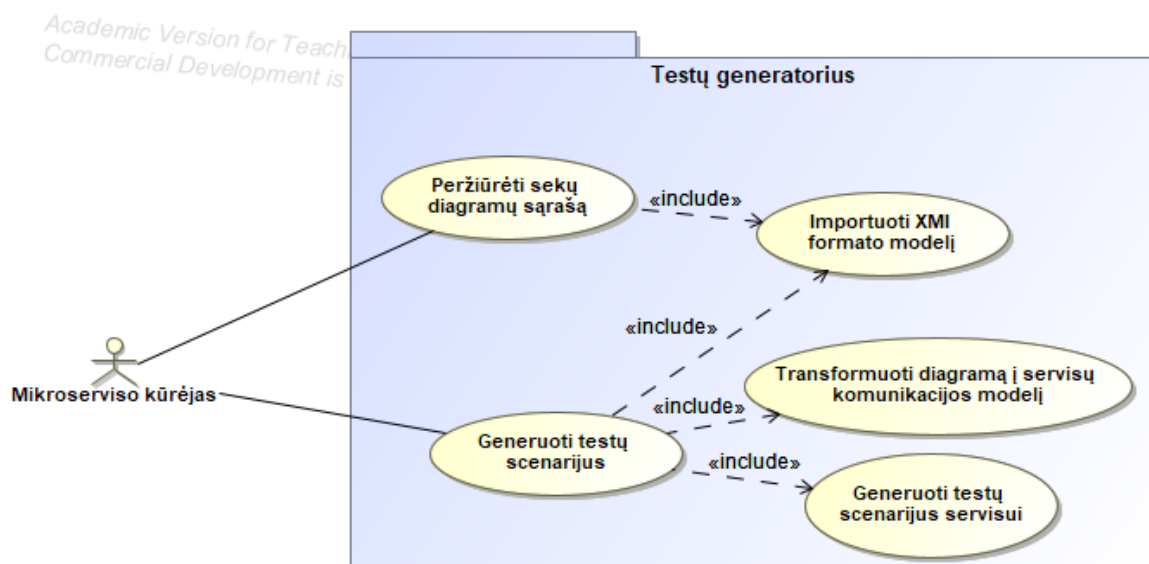 Academic Version for Teach
Commercial Development is
Testų generatorius
Peržiūrėti sekų
diagramų sąrašą
«include»
Importuoti XMI
formato modelį
«include»
Mikroserviso kūrėjas
Transformuoti diagramą į servisų
komunikacijos modelį
«include»
Generuoti testų
scenarijus
«include»
Generuoti testų
scenarijus servisui